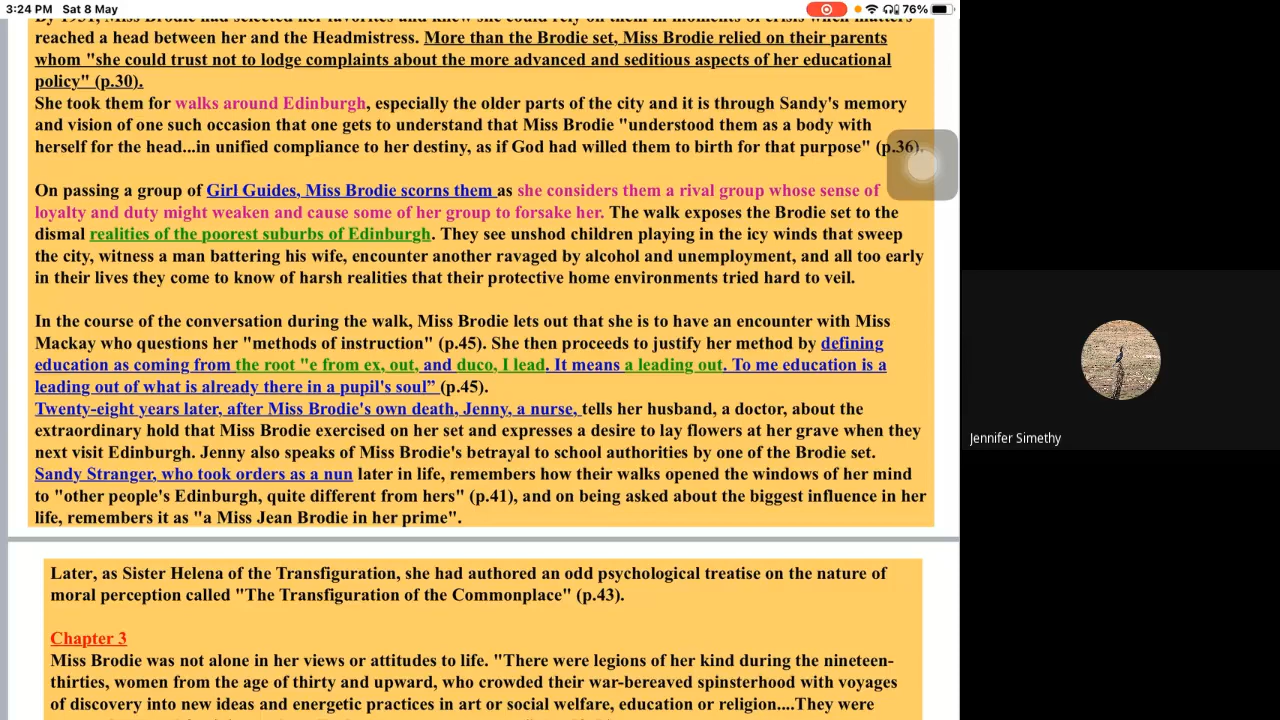 3:24 PM Sat 8 May 76%
By 1931, Miss Brodie had selected her favorites and knew she could rely on them in moments of crisis when matters
reached a head between her and the Headmistress. More than the Brodie set, Miss Brodie relied on their parents
whom "she could trust not to lodge complaints about the more advanced and seditious aspects of her educational
policy" (p.30).
She took them for walks around Edinburgh, especially the older parts of the city and it is through Sandy's memory
and vision of one such occasion that one gets to understand that Miss Brodie "understood them as a body with
herself for the head...in unified compliance to her destiny, as if God had willed them to birth for that purpose" (p.36).
On passing a group of Girl Guides, Miss Brodie scorns them as she considers them a rival group whose sense of
loyalty and duty might weaken and cause some of her group to forsake her. The walk exposes the Brodie set to the
dismal realities of the poorest suburbs of Edinburgh. They see unshod children playing in the icy winds that sweep
the city, witness a man battering his wife, encounter another ravaged by alcohol and unemployment, and all too early
in their lives they come to know of harsh realities that their protective home environments tried hard to veil.
In the course of the conversation during the walk, Miss Brodie lets out that she is to have an encounter with Miss
Mackay who questions her "methods of instruction" (p.45). She then proceeds to justify her method by defining
education as coming from the root "e from ex, out, and duco, I lead. It means a leading out. To me education is a
leading out of what is already there in a pupil's soul” (p.45).
Twenty-eight years later, after Miss Brodie's own death, Jenny, a nurse, tells her husband, a doctor, about the
extraordinary hold that Miss Brodie exercised on her set and expresses a desire to lay flowers at her grave when they
next visit Edinburgh. Jenny also speaks of Miss Brodie's betrayal to school authorities by one of the Brodie set.
Sandy Stranger, who took orders as a nun later in life, remembers how their walks opened the windows of her mind
to "other people's Edinburgh, quite different from hers" (p.41), and on being asked about the biggest influence in her
life, remembers it as "a Miss Jean Brodie in her prime".
Later, as Sister Helena of the Transfiguration, she had authored an odd psychological treatise on the nature of
moral perception called "The Transfiguration of the Commonplace" (p.43).
Chapter 3
Miss Brodie was not alone in her views or attitudes to life. "There were legions of her kind during the nineteen-
thirties, women from the age of thirty and upward, who crowded their war-bereaved spinsterhood with voyages
of discovery into new ideas and energetic practices in art or social welfare, education or religion....They were
Jennifer Simethy